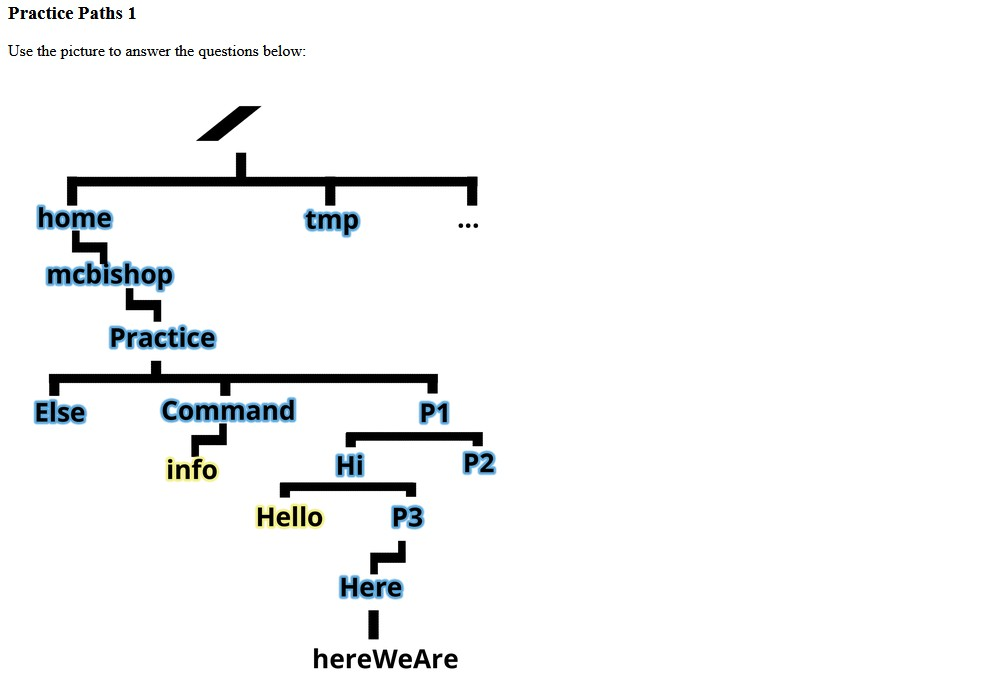 Practice Paths 1
Use the picture to answer the questions below:
/
home tmp ...
mcbishop
Practice
Else Command P1
info Hi P2
Hello P3
Here
hereWeAre